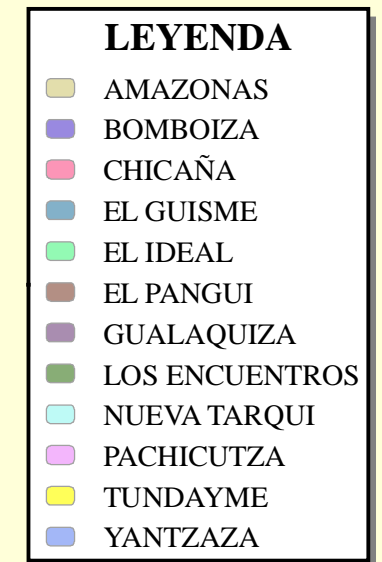 LEYENDA
AMAZONAS
BOMBOIZA
CHICAÑA
EL GUISME
EL IDEAL
EL PANGUI
GUALAQUIZA
LOS ENCUENTROS
NUEVA TARQUI
PACHICUTZA
TUNDAYME
YANTZAZA